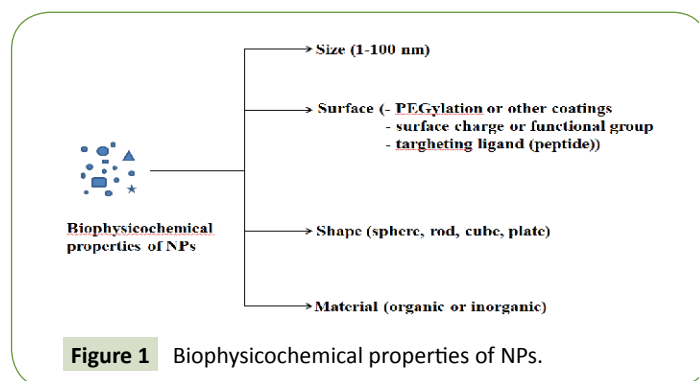 Size (1-100 nm)
Surface (- PEGylation or other coatings
- surface charge or functional group
- targheting ligand (peptide))
Biophysicochemical
properties of NPs
Shape (sphere, rod, cube, plate)
Material (organic or inorganic)
Figure 1 Biophysicochemical properties of NPs.